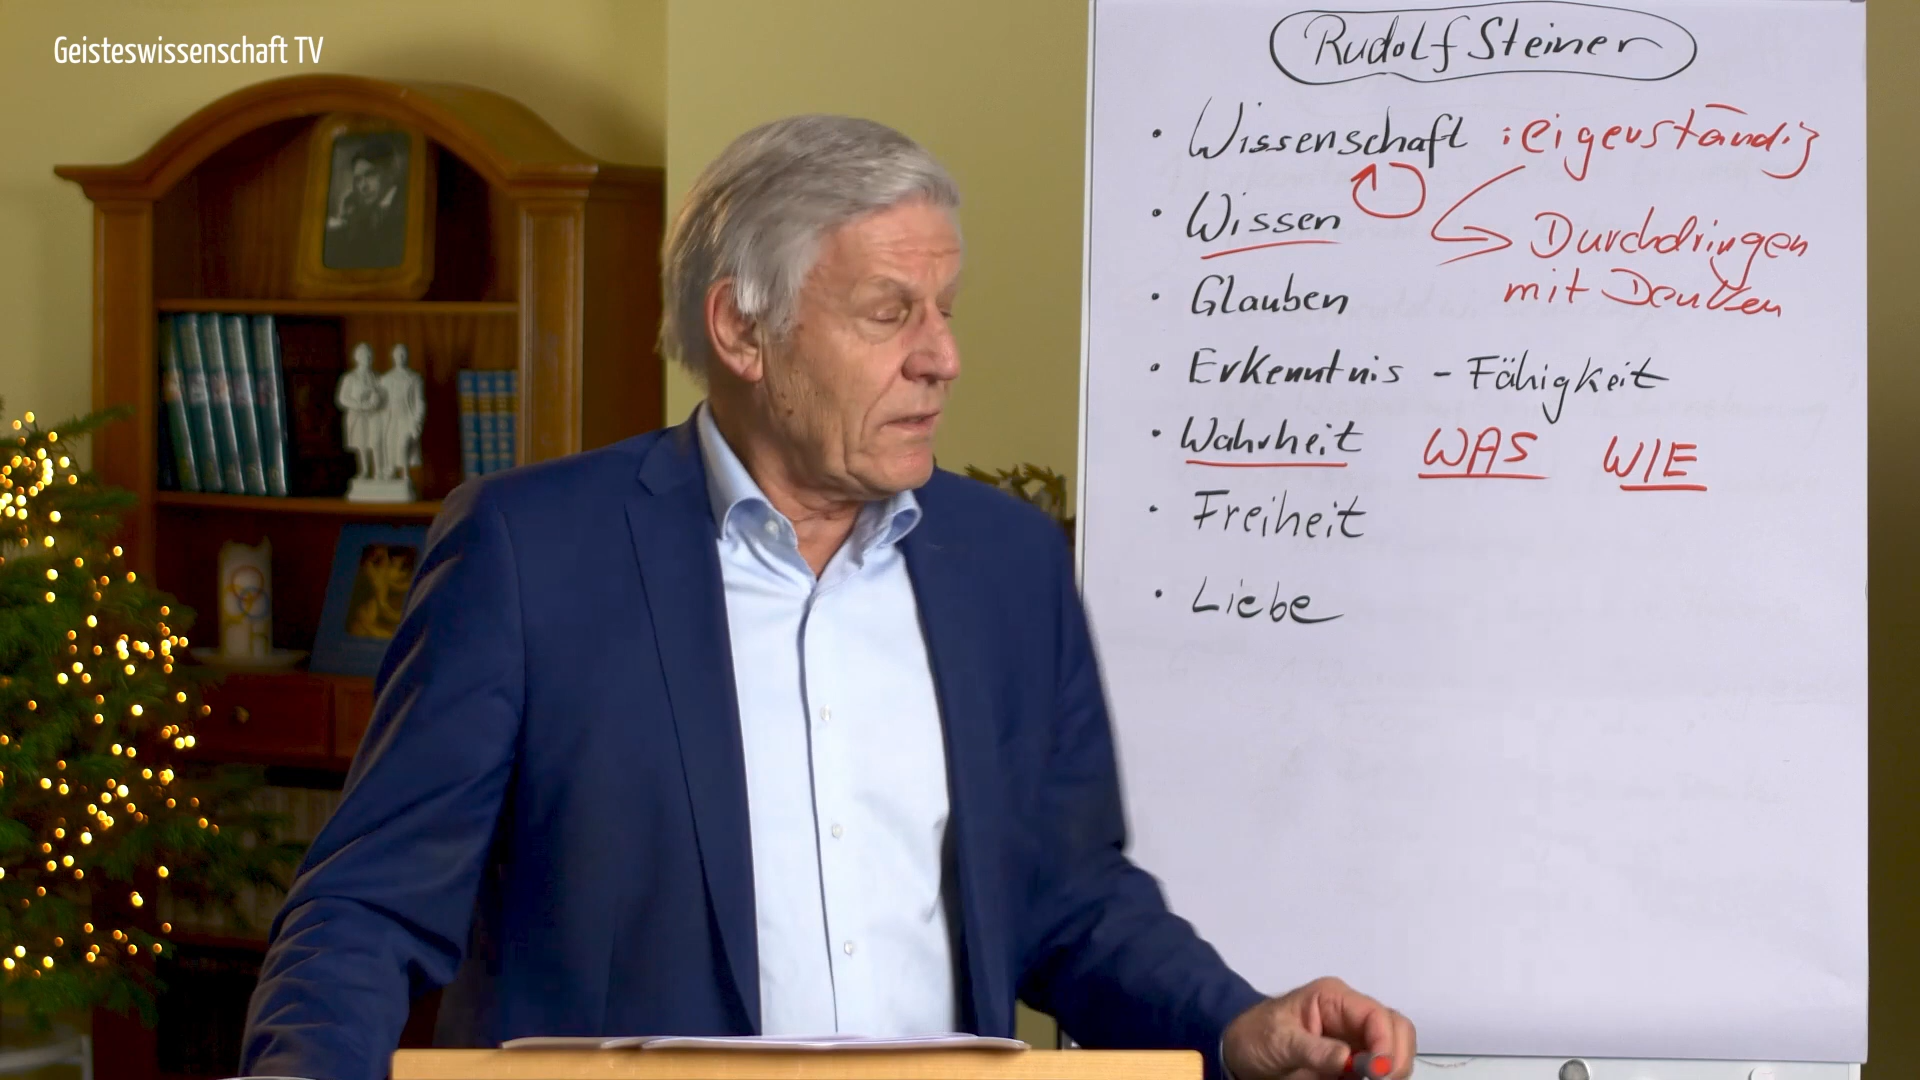 Geisteswissenschaft TV
Rudolf Steiner
• Wissenschaft : eigenständig
• Wissen
Durchdringen
mit Denken
• Glauben
• Erkenntnis - Fähigkeit
• Wahrheit WAS WIE
• Freiheit
• Liebe